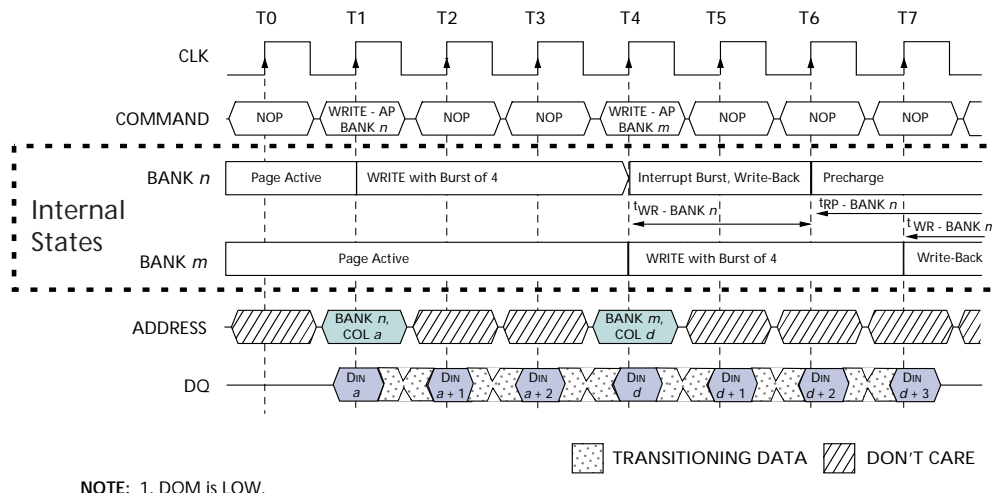 T0 T1 T2 T3 T4 T5 T6 T7
CLK
COMMAND NOP WRITE - AP BANK n NOP NOP WRITE - AP BANK m NOP NOP NOP
Internal States
BANK n Page Active WRITE with Burst of 4 Interrupt Burst, Write-Back Precharge
tWR - BANK n tRP - BANK n
tWR - BANK m
BANK m Page Active WRITE with Burst of 4 Write-Back
ADDRESS BANK n, COL a BANK m, COL d
DQ DIN a DIN a + 1 DIN a + 2 DIN d DIN d + 1 DIN d + 2 DIN d + 3
TRANSITIONING DATA DON'T CARE
NOTE: 1. DQM is LOW.